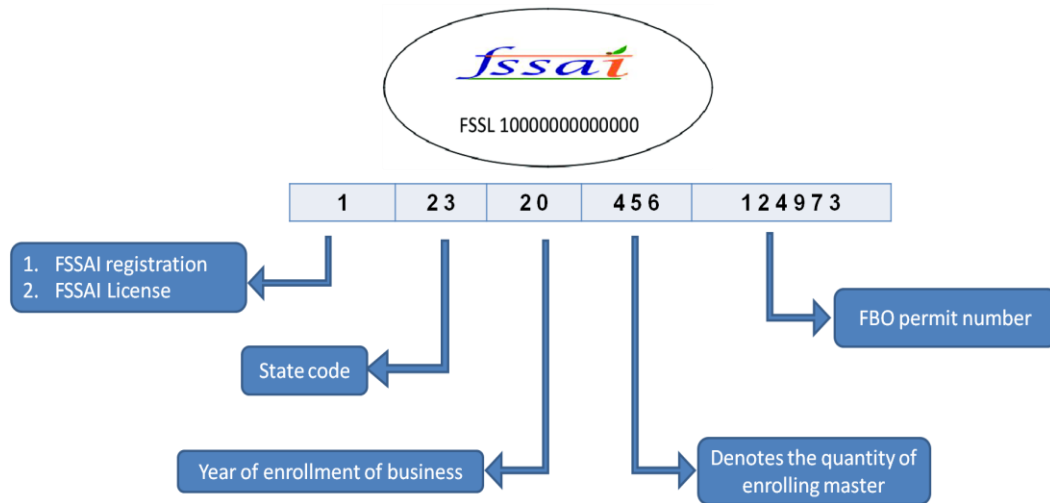 fssai
FSSL 10000000000000
1 2 3 2 0 4 5 6 1 2 4 9 7 3
1. FSSAI registration
2. FSSAI License
FBO permit number
State code
Year of enrollment of business
Denotes the quantity of
enrolling master